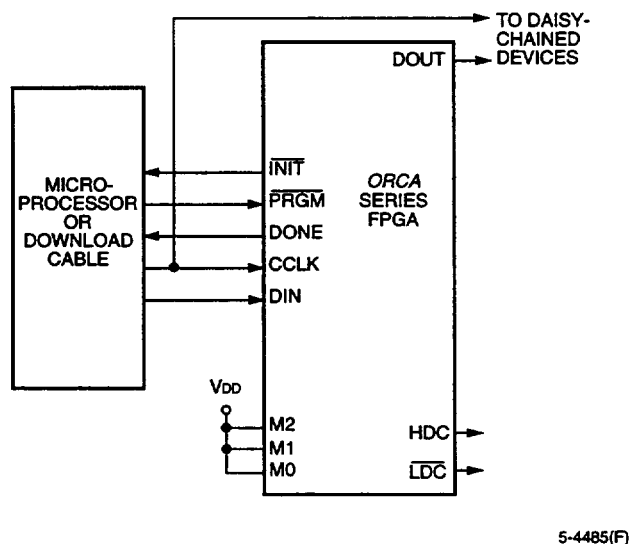 TO DAISY-
CHAINED
DEVICES
DOUT
MICRO-
PROCESSOR
OR
DOWNLOAD
CABLE
INIT
PRGM
DONE
CCLK
DIN
ORCA
SERIES
FPGA
VDD
M2
M1
M0
HDC
LDC
5-4485(F)